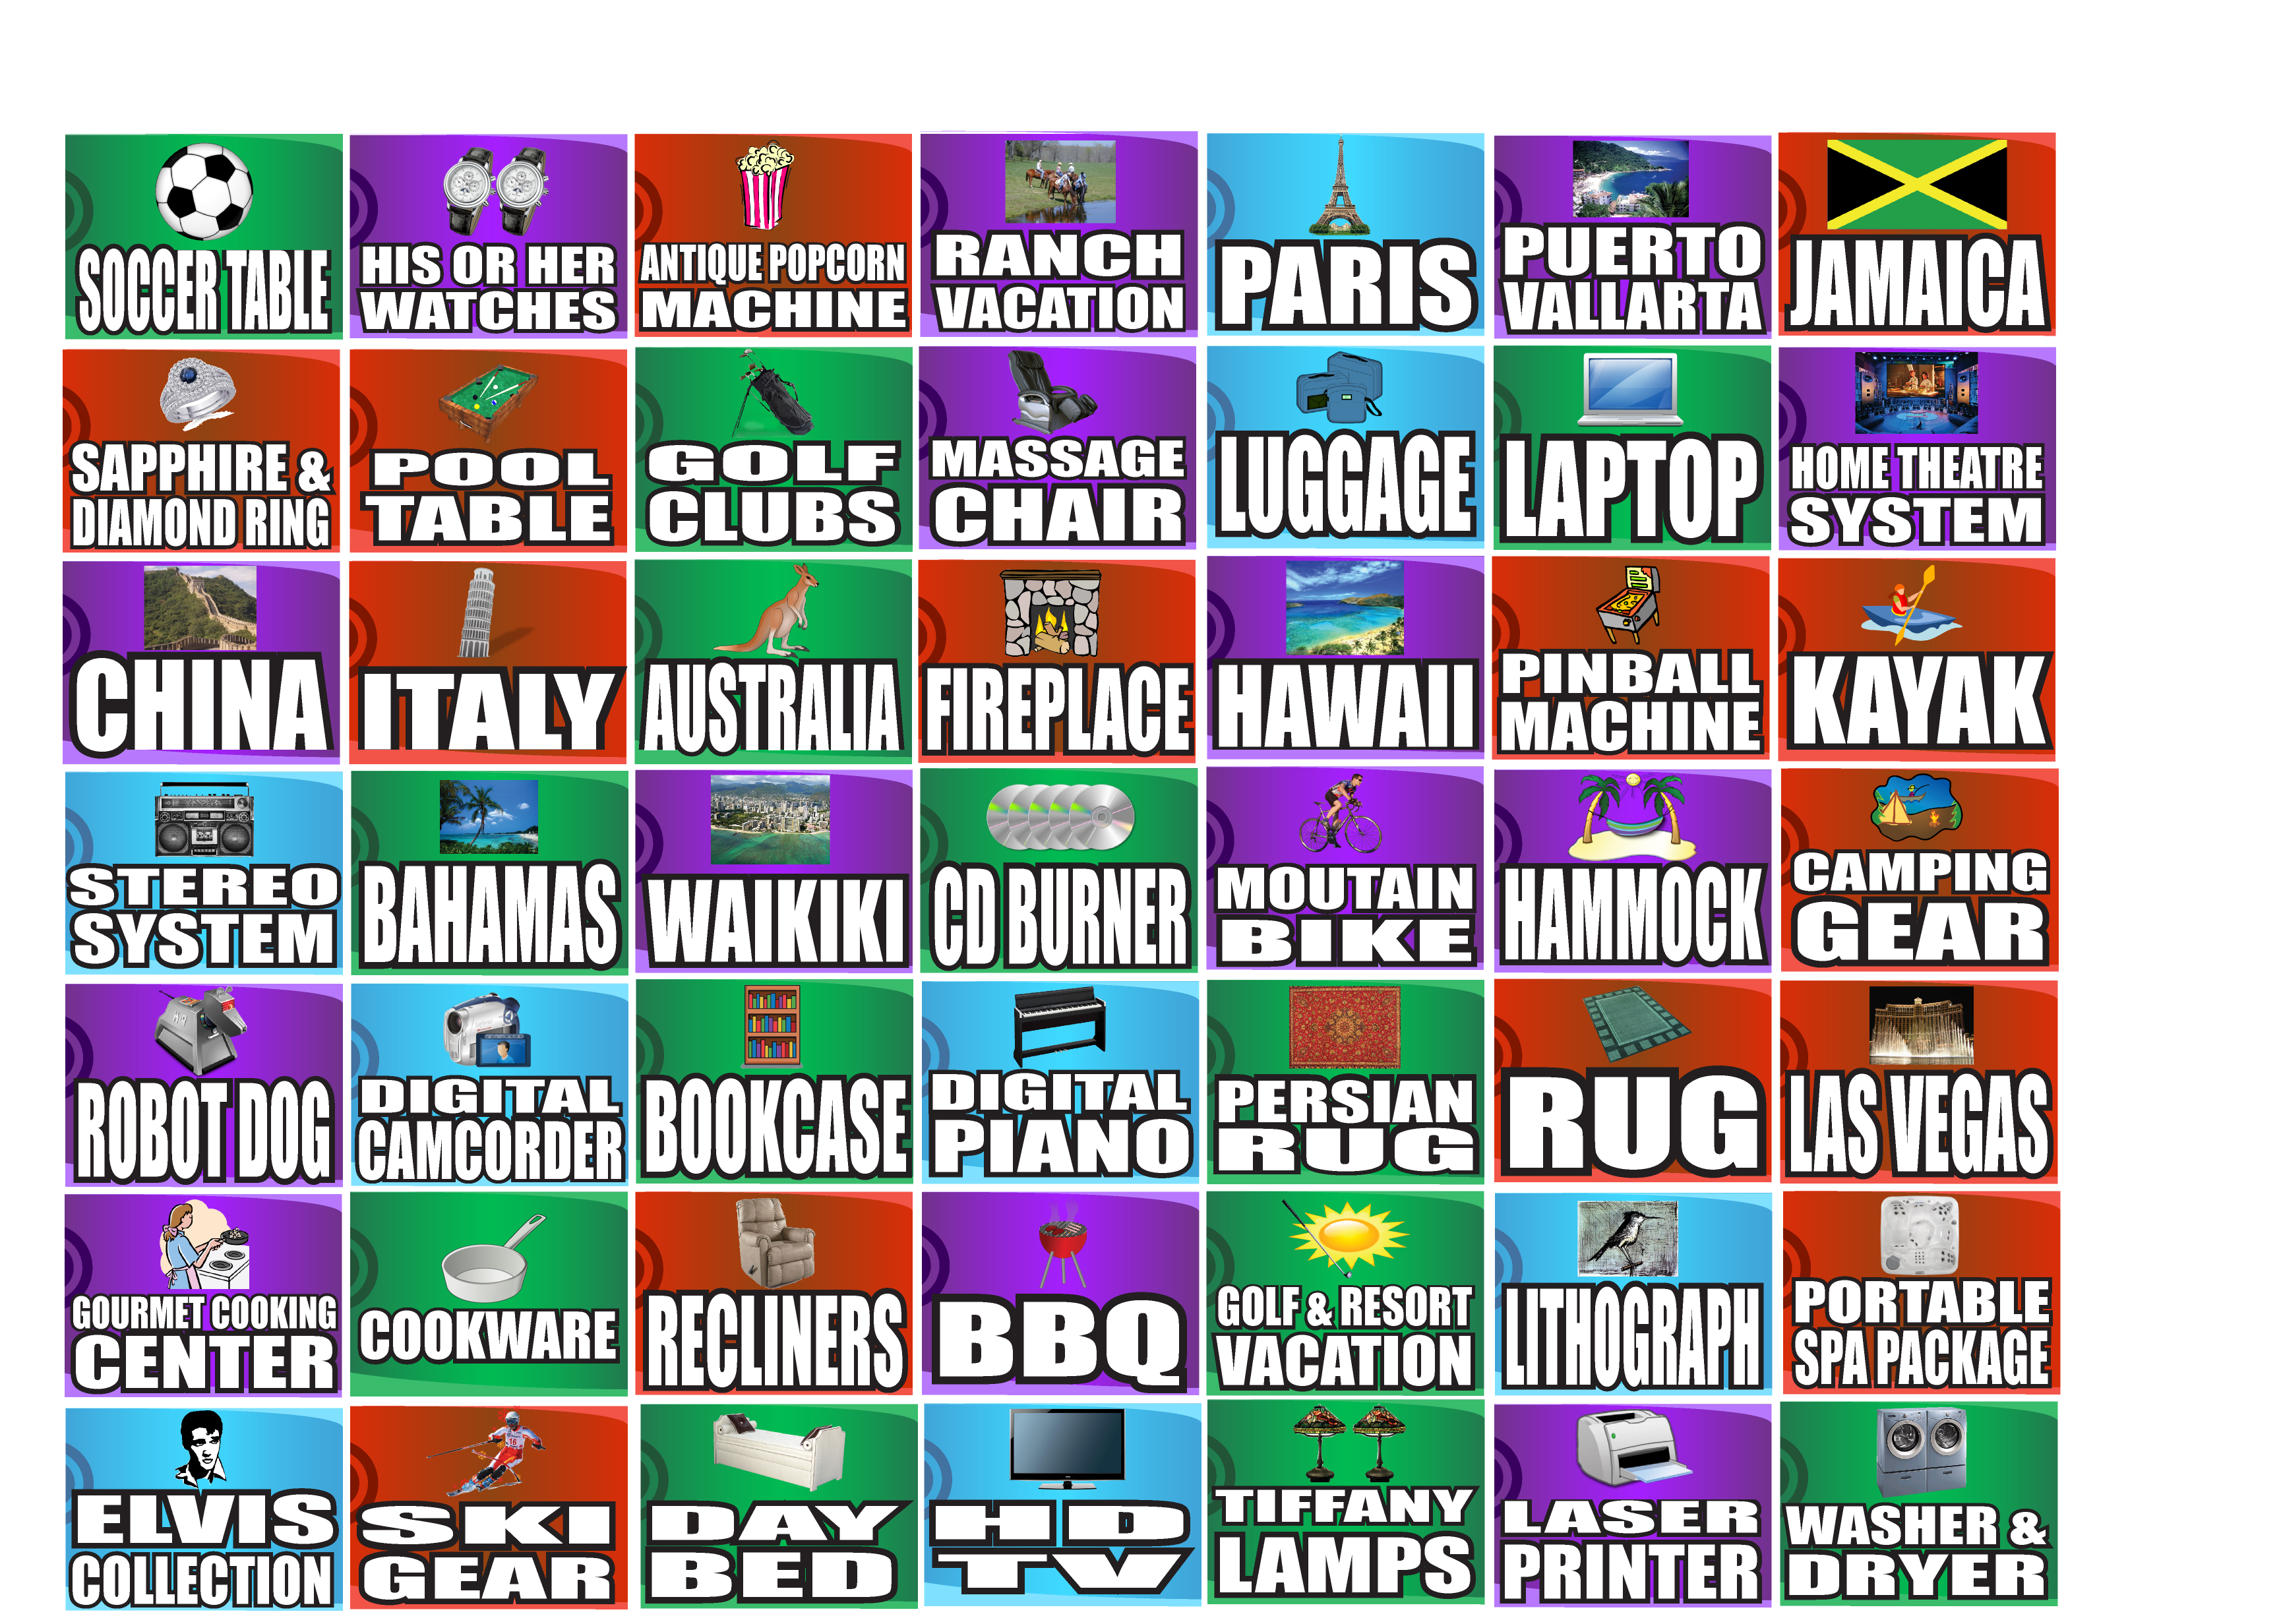 SOCCER TABLE
HIS OR HER
WATCHES
ANTIQUE POPCORN
MACHINE
RANCH
VACATION
PARIS
PUERTO
VALLARTA
JAMAICA
SAPPHIRE &
DIAMOND RING
POOL
TABLE
GOLF
CLUBS
MASSAGE
CHAIR
LUGGAGE
LAPTOP
HOME THEATRE
SYSTEM
CHINA
ITALY
AUSTRALIA
FIREPLACE
HAWAII
PINBALL
MACHINE
KAYAK
STEREO
SYSTEM
BAHAMAS
WAIKIKI
CD BURNER
MOUTAIN
BIKE
HAMMOCK
CAMPING
GEAR
ROBOT DOG
DIGITAL
CAMCORDER
BOOKCASE
DIGITAL
PIANO
PERSIAN
RUG
RUG
LAS VEGAS
GOURMET COOKING
CENTER
COOKWARE
RECLINERS
BBQ
GOLF & RESORT
VACATION
LITHOGRAPH
PORTABLE
SPA PACKAGE
ELVIS
COLLECTION
16
SKI
GEAR
DAY
BED
HD
TV
TIFFANY
LAMPS
LASER
PRINTER
WASHER &
DRYER